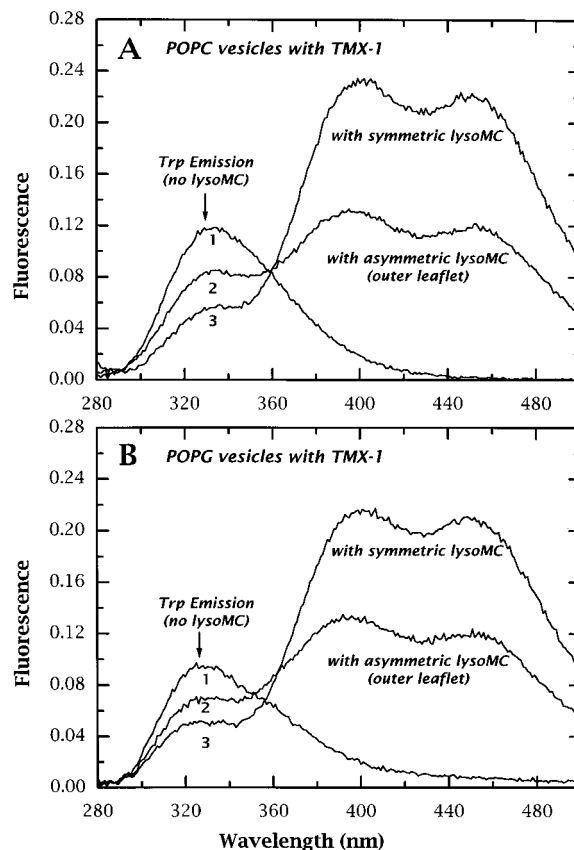 A POPC vesicles with TMX-1
0.28
0.24
0.20
0.16
0.12
0.08
0.04
0.00
Fluorescence
with symmetric lysoMC
Trp Emission
(no lysoMC)
1
2
3
with asymmetric lysoMC
(outer leaflet)
280 320 360 400 440 480
B POPG vesicles with TMX-1
0.28
0.24
0.20
0.16
0.12
0.08
0.04
0.00
Fluorescence
with symmetric lysoMC
Trp Emission
(no lysoMC)
1
2
3
with asymmetric lysoMC
(outer leaflet)
280 320 360 400 440 480
Wavelength (nm)